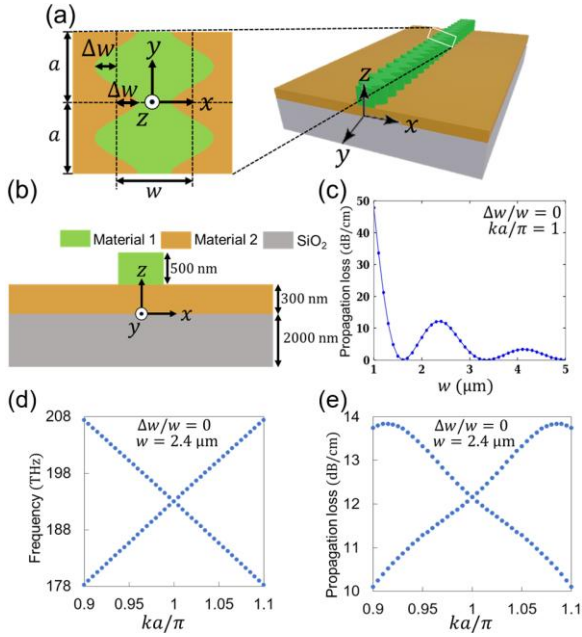 (a)
Δw
a
y
Δw
z
x
a
w
z
x
y
(b)
Material 1
Material 2
SiO₂
500 nm
z
300 nm
y
x
2000 nm
(c)
Propagation loss (dB/cm)
50
40
30
20
10
0
Δw/w = 0
ka/π = 1
1 2 3 4 5
w (μm)
(d)
Frequency (THz)
208
198
188
178
Δw/w = 0
w = 2.4 μm
0.9 0.95 1 1.05 1.1
ka/π
(e)
Propagation loss (dB/cm)
14
13
12
11
10
Δw/w = 0
w = 2.4 μm
0.9 0.95 1 1.05 1.1
ka/π